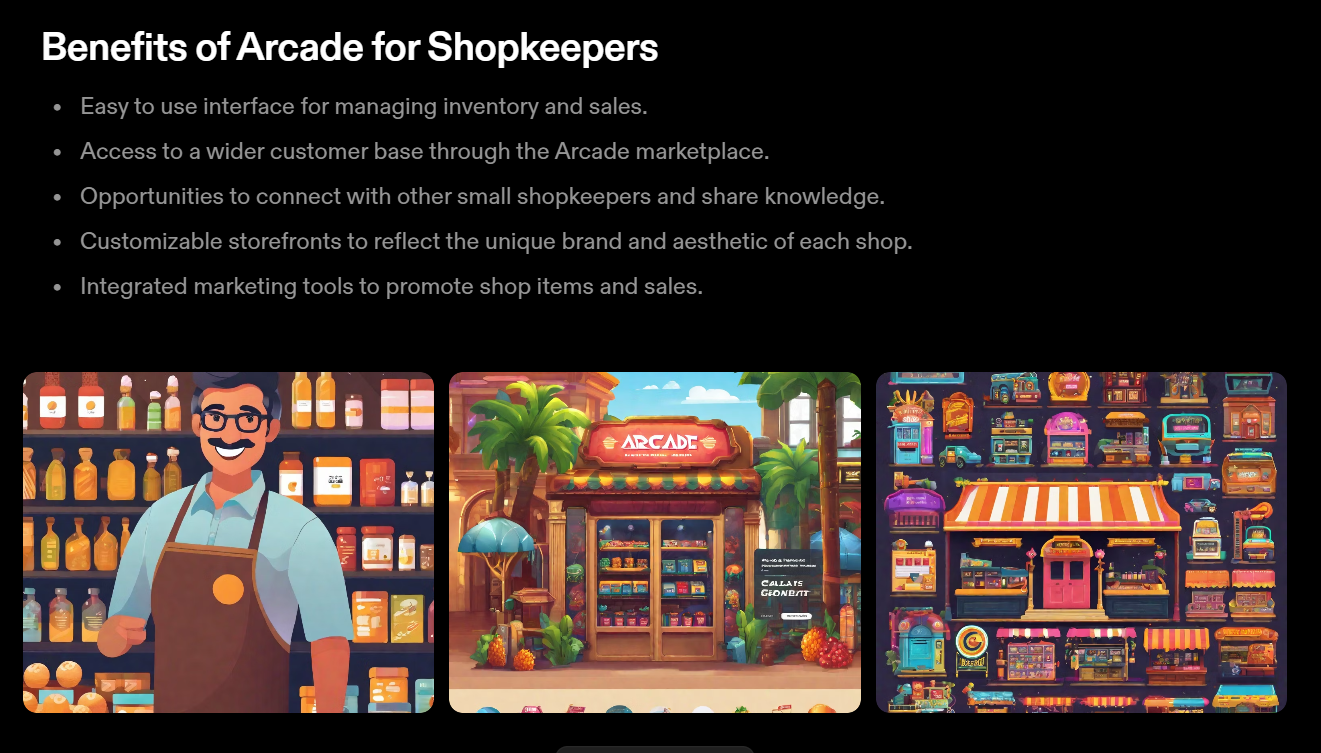 Benefits of Arcade for Shopkeepers
Easy to use interface for managing inventory and sales.
Access to a wider customer base through the Arcade marketplace.
Opportunities to connect with other small shopkeepers and share knowledge.
Customizable storefronts to reflect the unique brand and aesthetic of each shop.
Integrated marketing tools to promote shop items and sales.
ARCADE